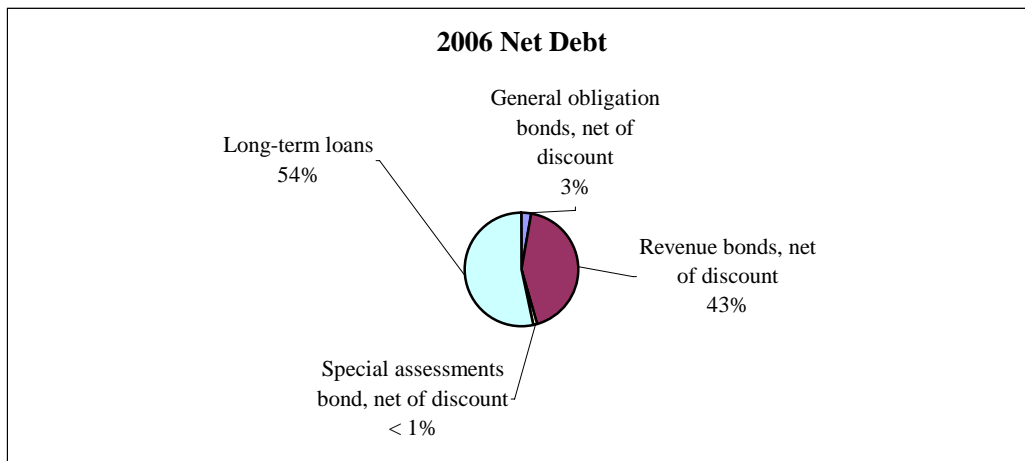 2006 Net Debt
General obligation
bonds, net of
discount
3%
Long-term loans
54%
Revenue bonds, net
of discount
43%
Special assessments
bond, net of discount
< 1%